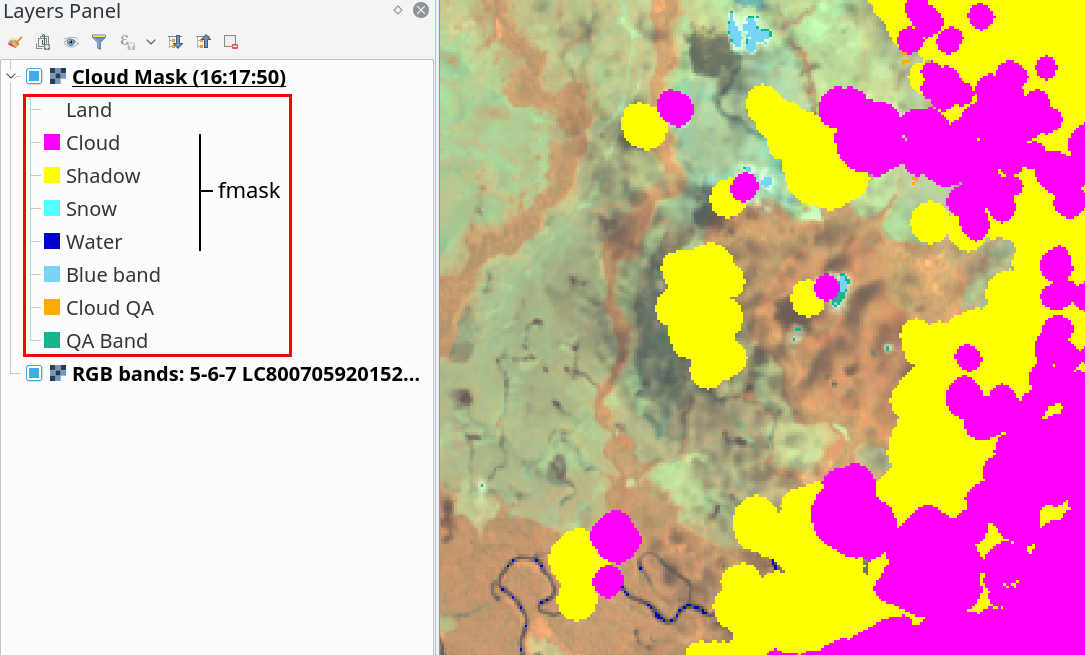 Layers Panel
Cloud Mask (16:17:50)
Land
Cloud
Shadow
fmask
Snow
Water
Blue band
Cloud QA
QA Band
RGB bands: 5-6-7 LC800705920152...